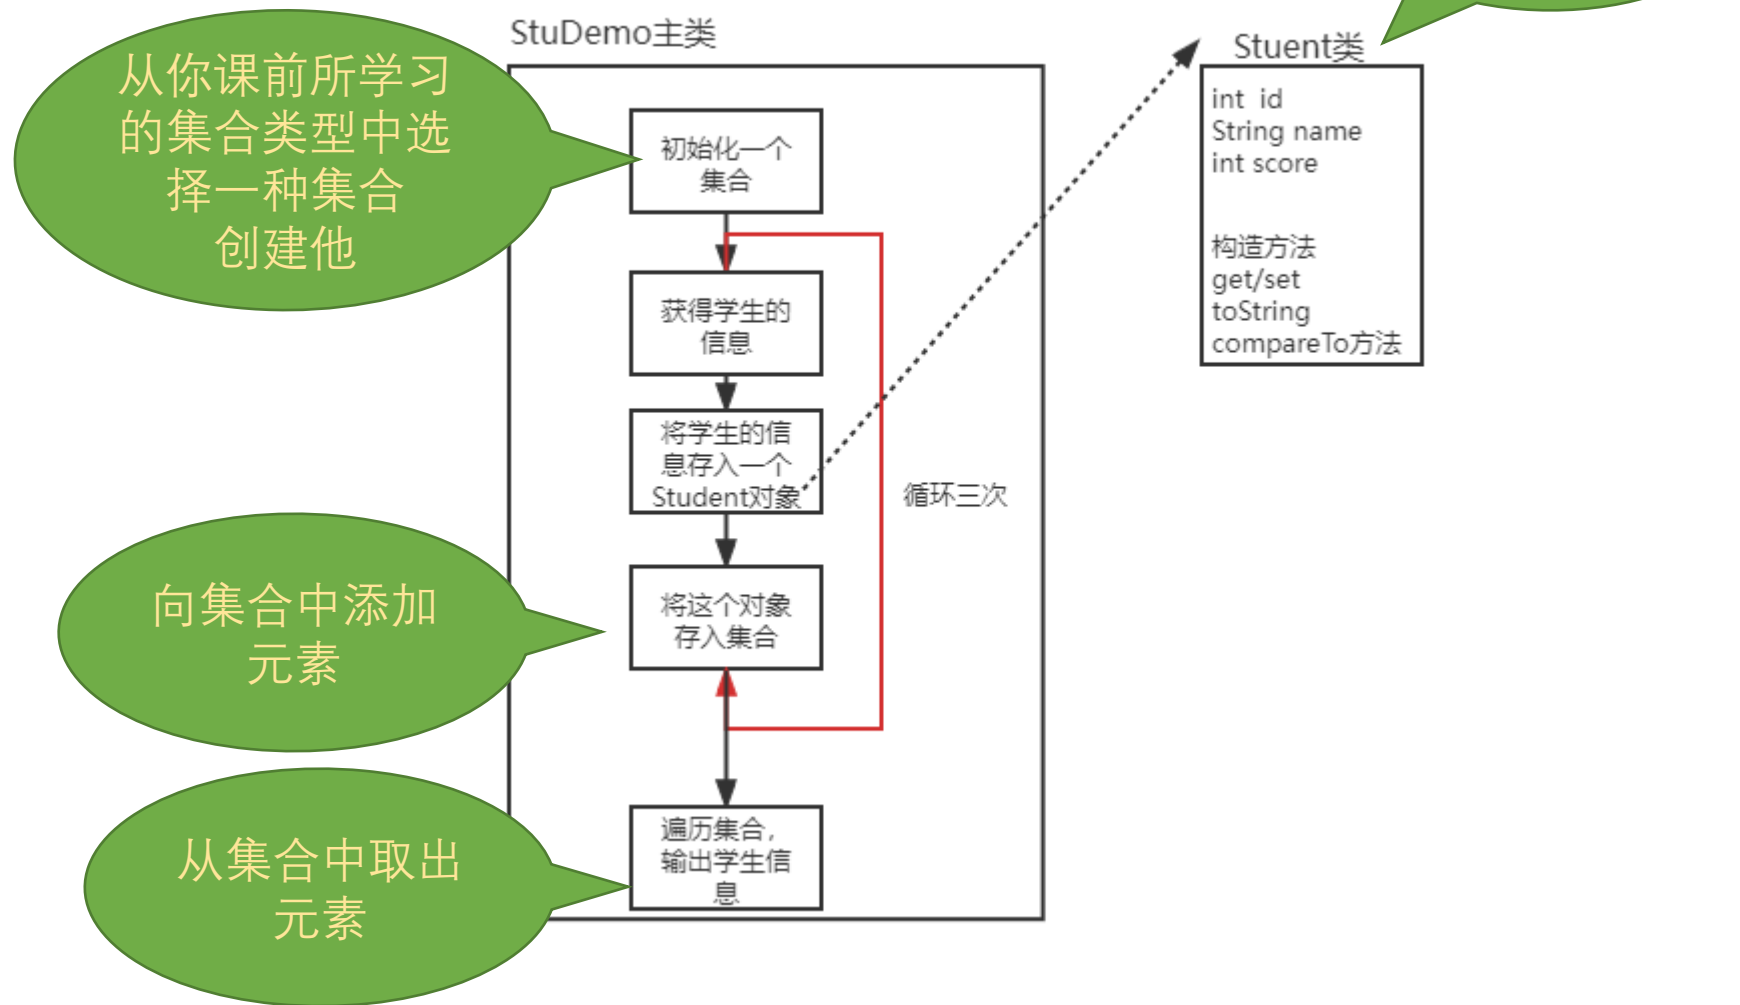 从你课前所学习
的集合类型中选
择一种集合
创建他
StuDemo主类
初始化一个
集合
获得学生的
信息
将学生的信
息存入一个
Student对象
循环三次
将这个对象
存入集合
遍历集合，
输出学生信
息
向集合中添加
元素
从集合中取出
元素
Stuent类
int id
String name
int score
构造方法
get/set
toString
compareTo方法